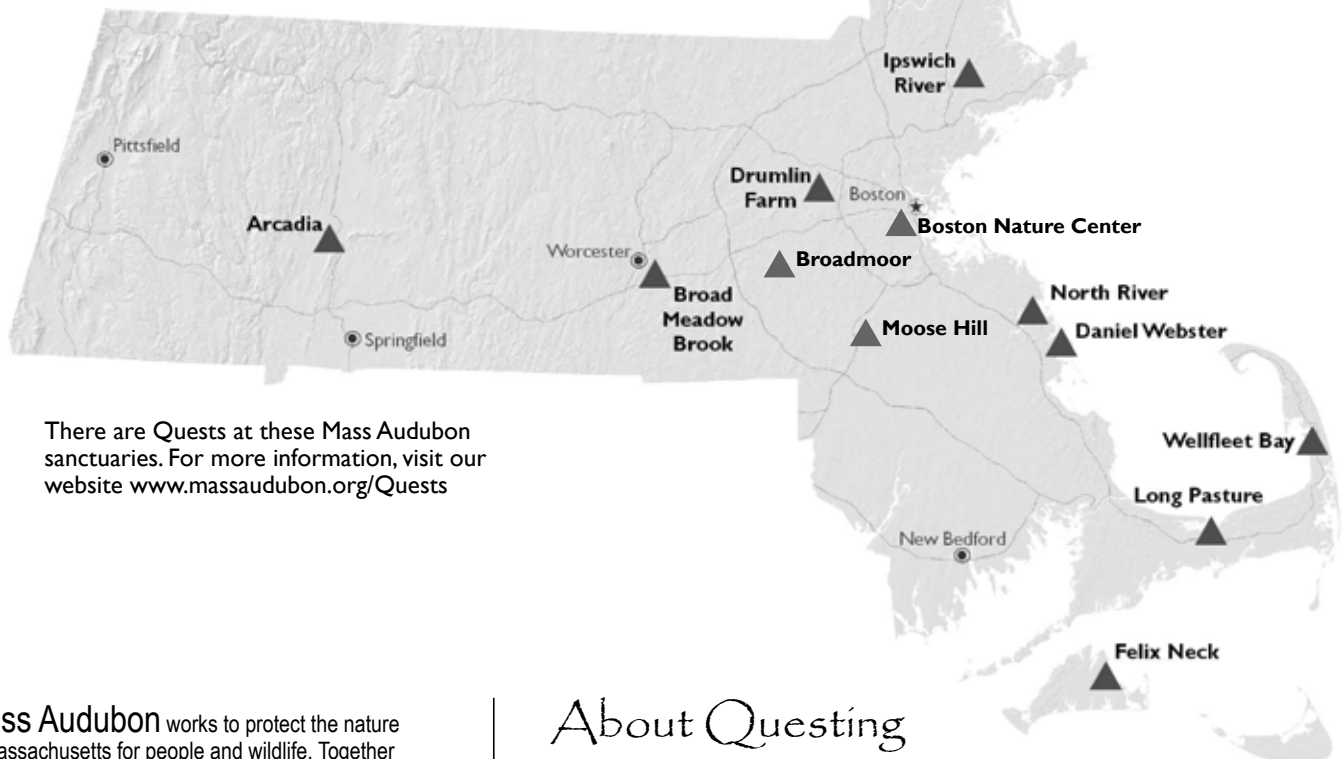 Ipswich
River
Pittsfield
Drumlin
Farm
Boston
Arcadia
Boston Nature Center
Worcester
Broadmoor
Broad
Meadow
Brook
North River
Moose Hill
Daniel Webster
Springfield
There are Quests at these Mass Audubon
sanctuaries. For more information, visit our
website www.massaudubon.org/Quests
Wellfleet Bay
Long Pasture
New Bedford
Felix Neck
ss Audubon works to protect the nature
assachusetts for people and wildlife. Together
About Questing